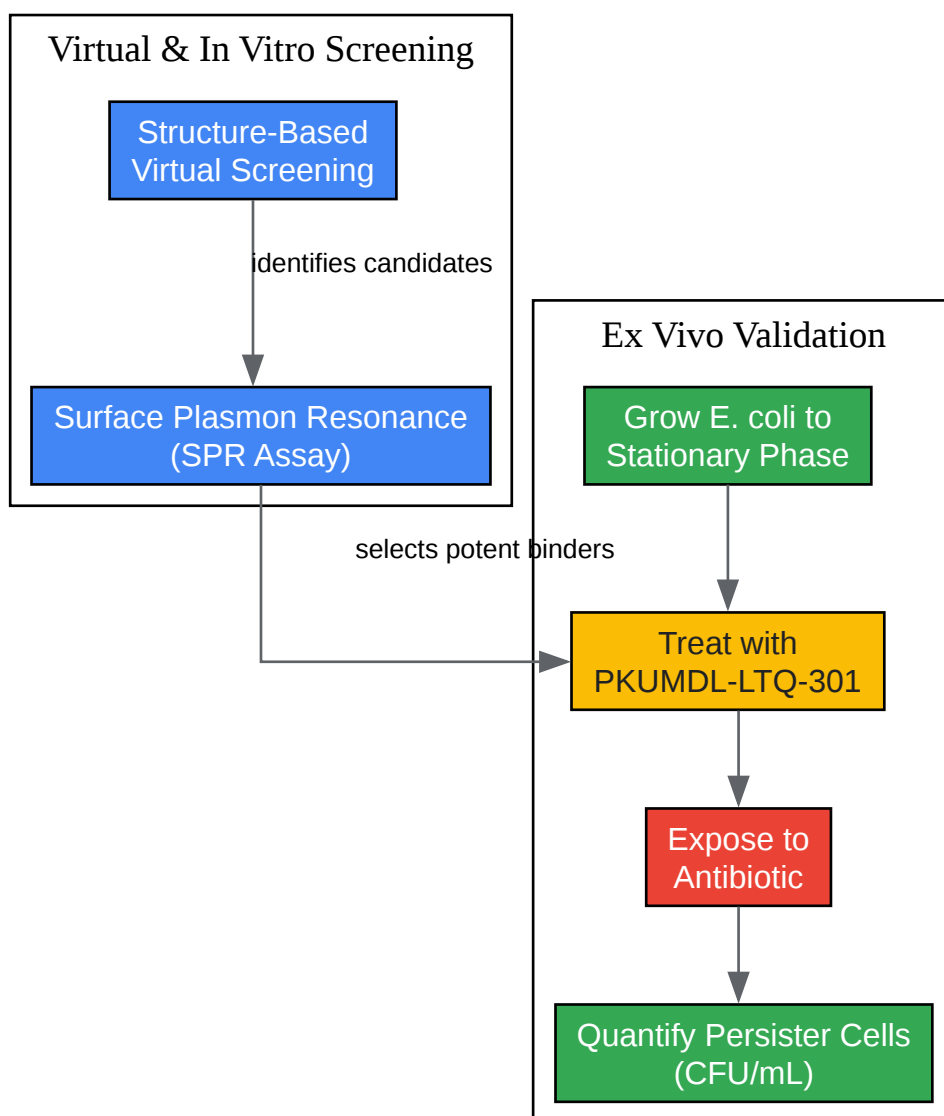 Virtual & In Vitro Screening
Structure-Based
Virtual Screening
identifies candidates
Surface Plasmon Resonance
(SPR Assay)
selects potent binders
Ex Vivo Validation
Grow E. coli to
Stationary Phase
Treat with
PKUMDL-LTQ-301
Expose to
Antibiotic
Quantify Persister Cells
(CFU/mL)